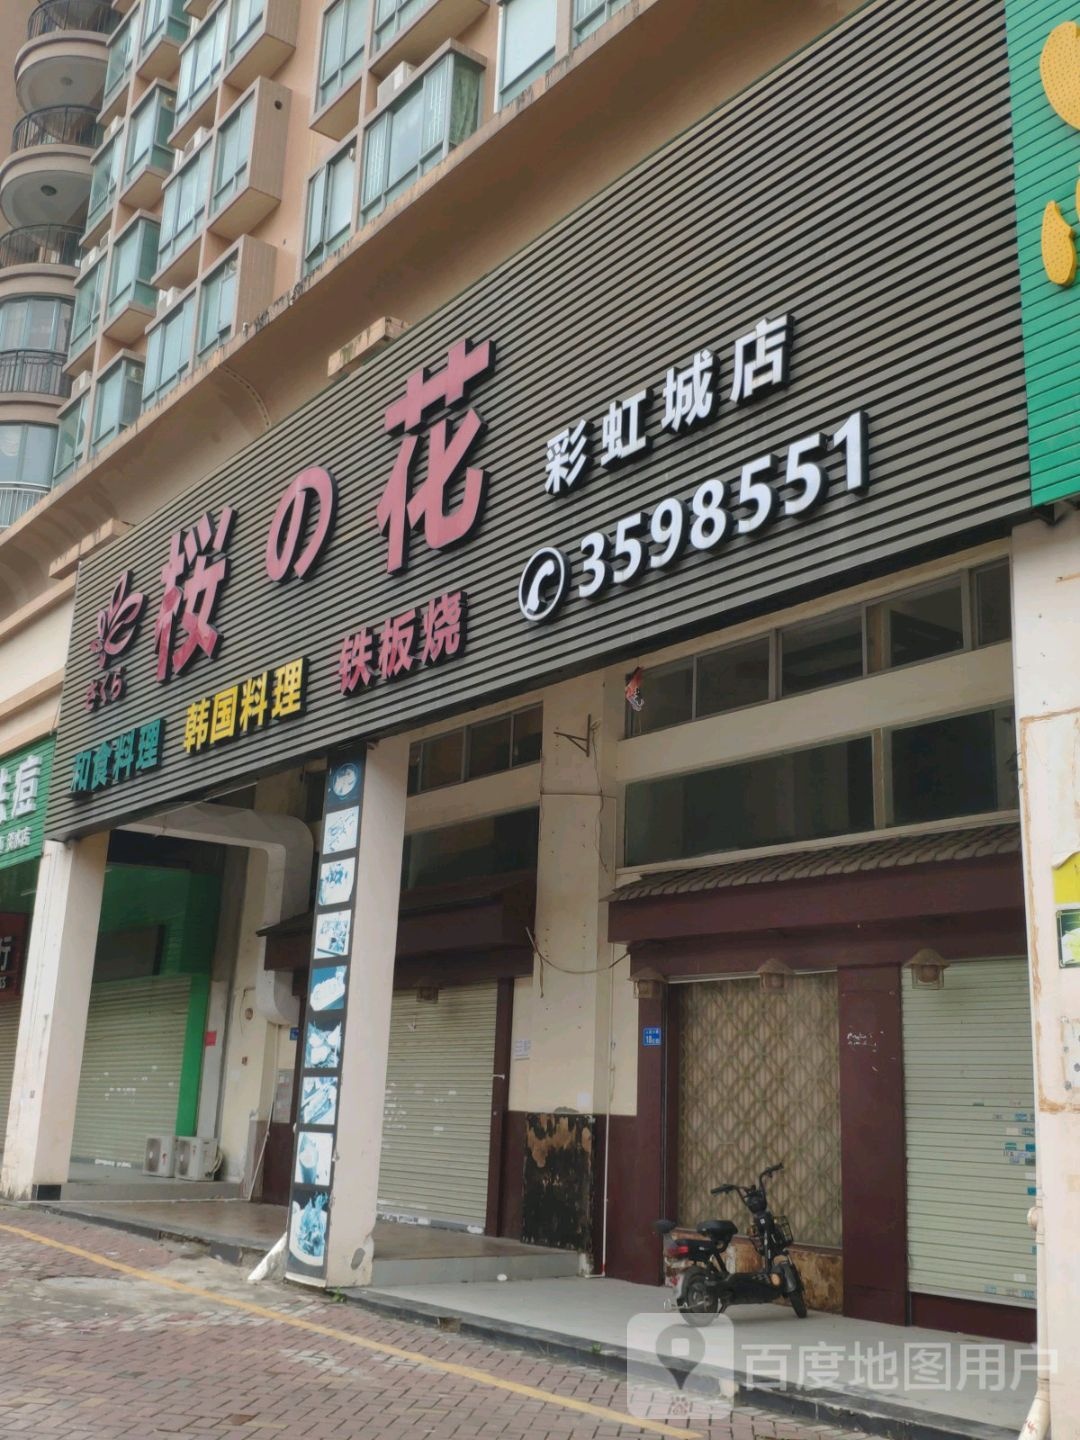 桜の花
さくら
彩虹城店
3598551
和食料理 韩国料理 铁板烧
百度地图用户